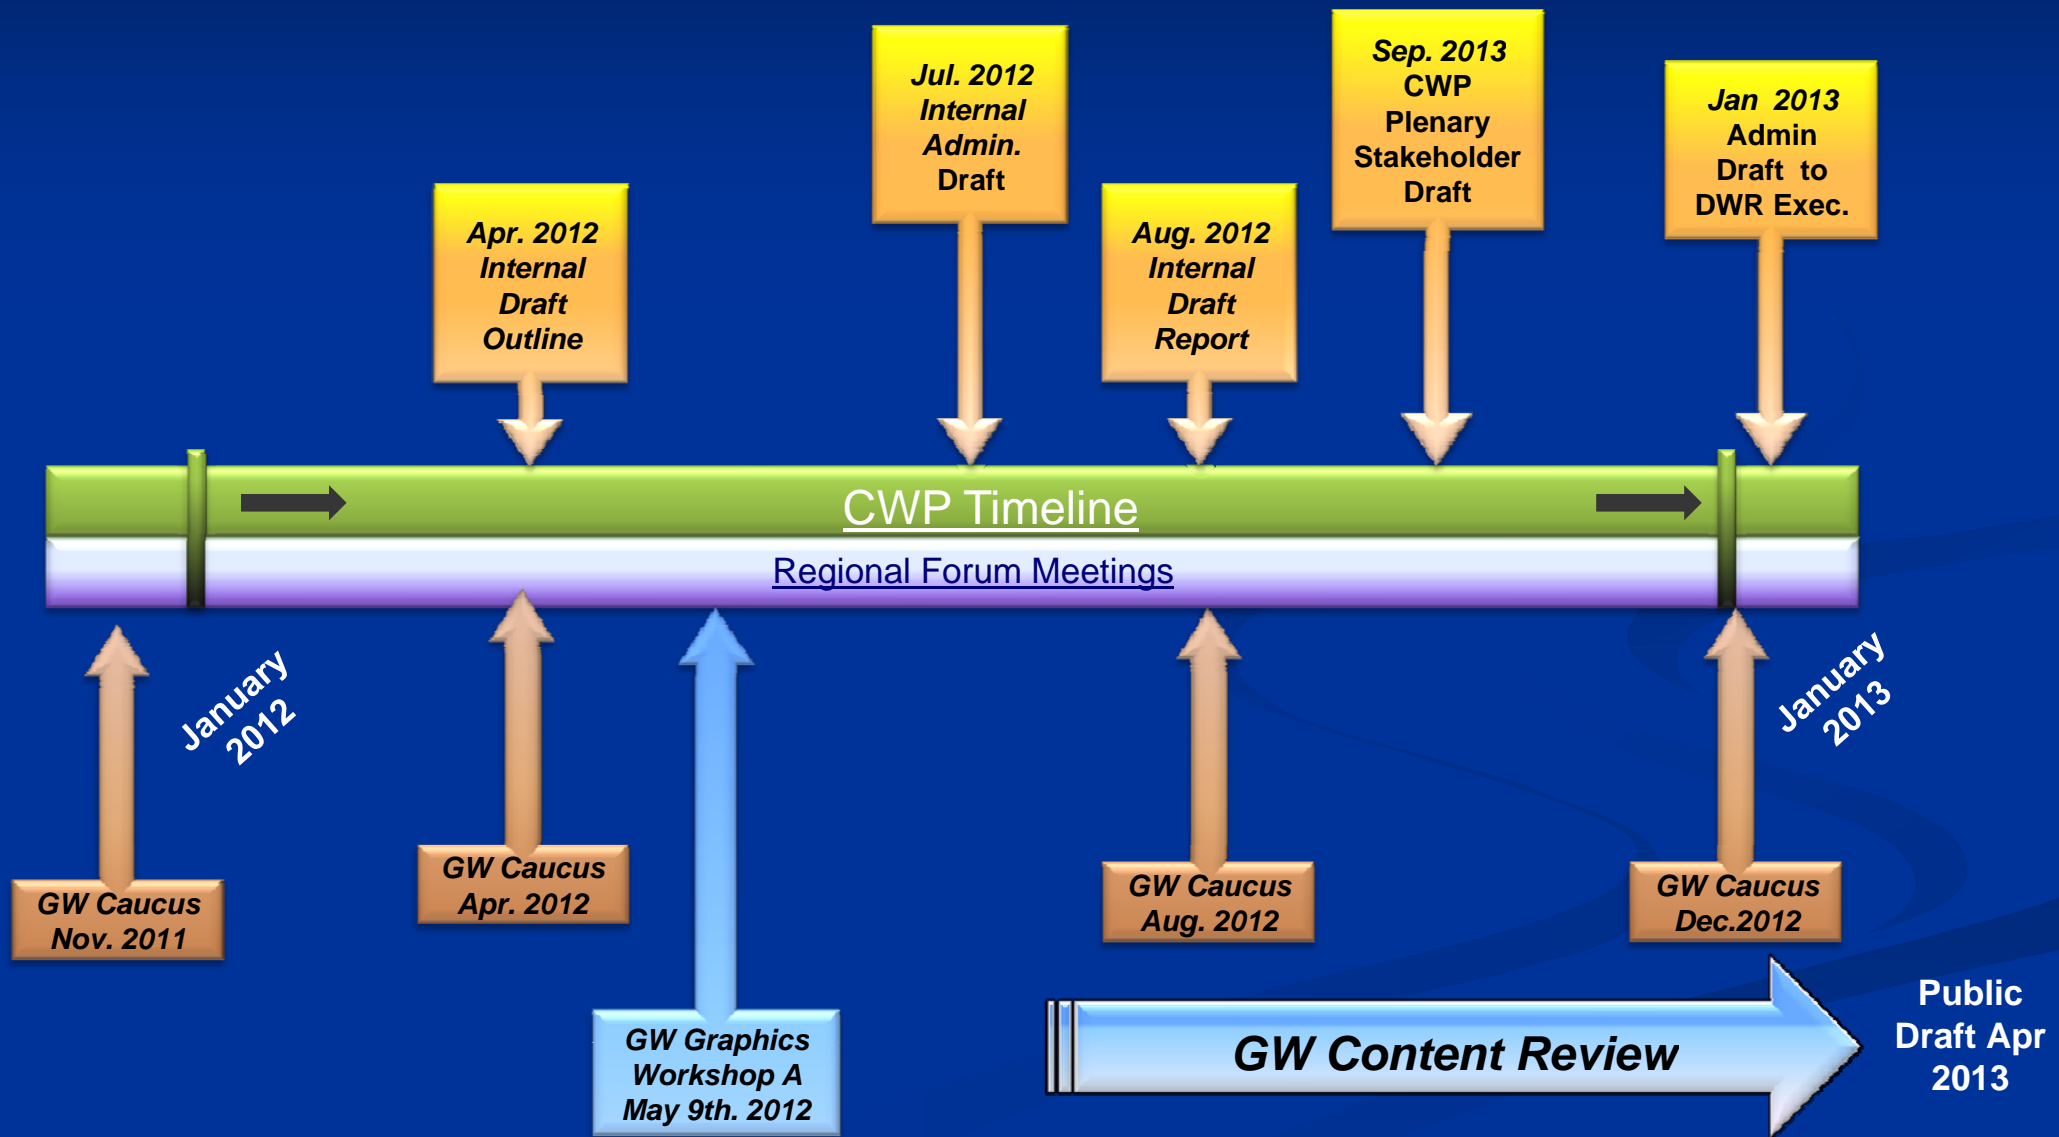 Apr. 2012
Internal
Draft
Outline
Jul. 2012
Internal
Admin.
Draft
Aug. 2012
Internal
Draft
Report
Sep. 2013
CWP
Plenary
Stakeholder
Draft
Jan 2013
Admin
Draft to
DWR Exec.
CWP Timeline
Regional Forum Meetings
January
2012
January
2013
GW Caucus
Nov. 2011
GW Caucus
Apr. 2012
GW Graphics
Workshop A
May 9th. 2012
GW Caucus
Aug. 2012
GW Caucus
Dec.2012
GW Content Review
Public
Draft Apr
2013